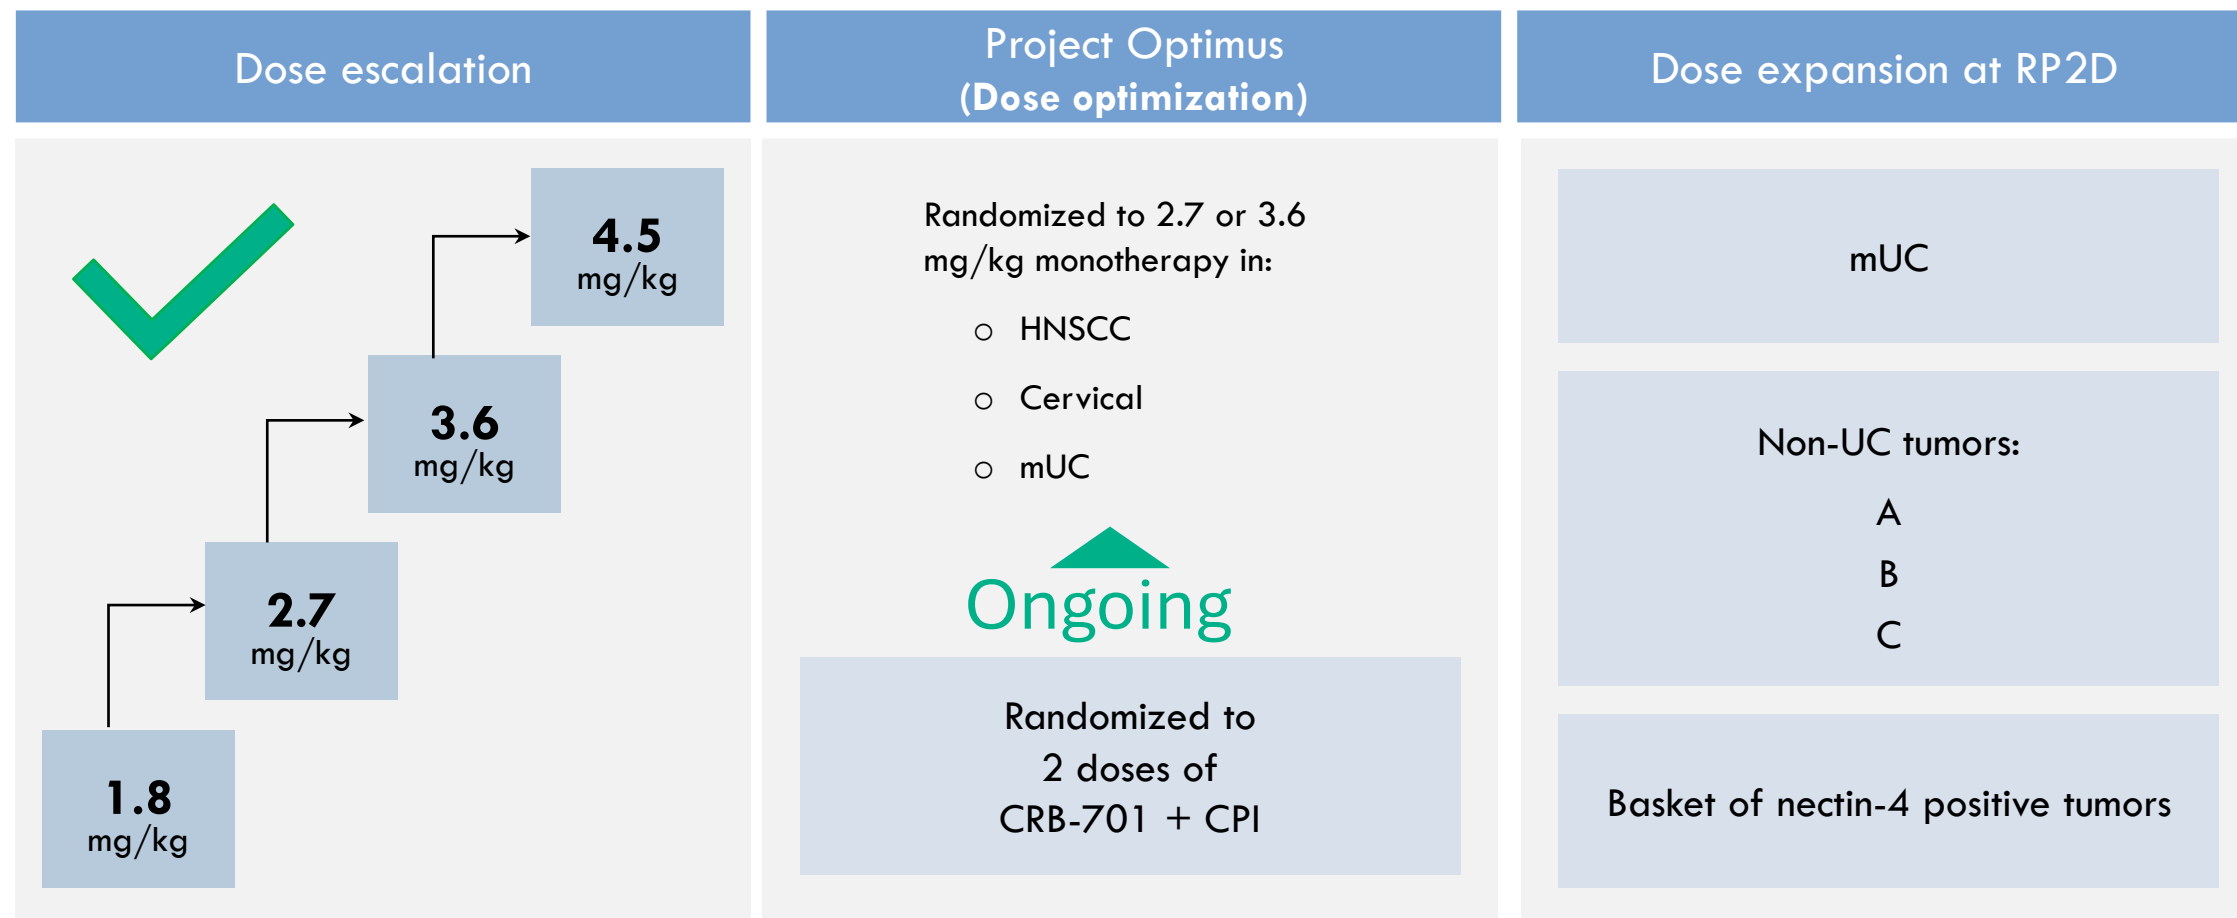 Dose escalation
4.5
mg/kg
3.6
mg/kg
2.7
mg/kg
1.8
mg/kg
Project Optimus
(Dose optimization)
Randomized to 2.7 or 3.6
mg/kg monotherapy in:
o HNSCC
o Cervical
o mUC
Ongoing
Randomized to
2 doses of
CRB-701 + CPI
Dose expansion at RP2D
mUC
Non-UC tumors:
A
B
C
Basket of nectin-4 positive tumors